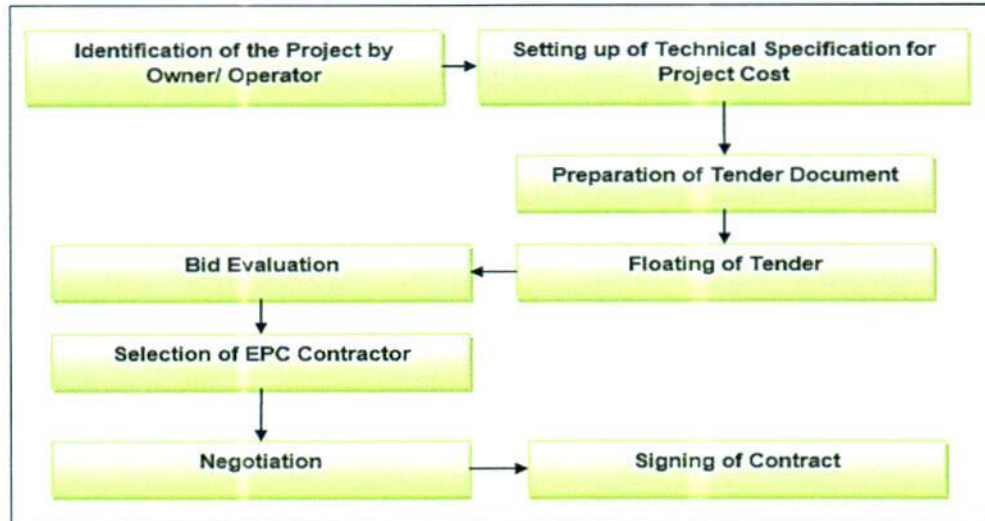 Identification of the Project by
Owner/ Operator
Setting up of Technical Specification for
Project Cost
Preparation of Tender Document
Floating of Tender
Bid Evaluation
Selection of EPC Contractor
Negotiation
Signing of Contract